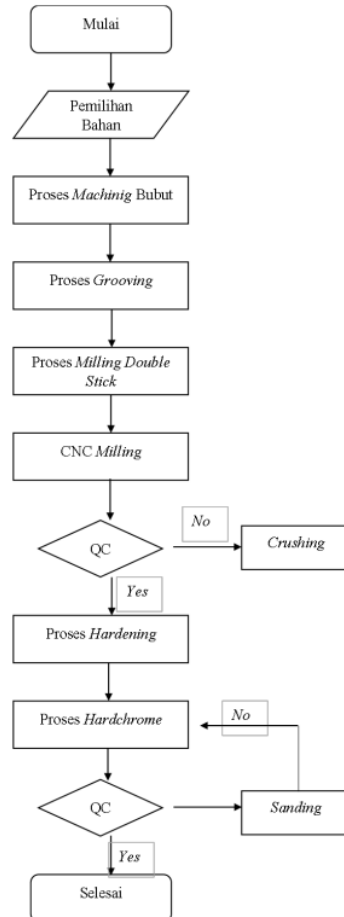 Mulai
Pemilihan
Bahan
Proses Machinig Bubut
Proses Grooving
Proses Milling Double
Stick
CNC Milling
No
QC
Crushing
Yes
Proses Hardening
Proses Hardchrome
No
QC
Sanding
Yes
Selesai